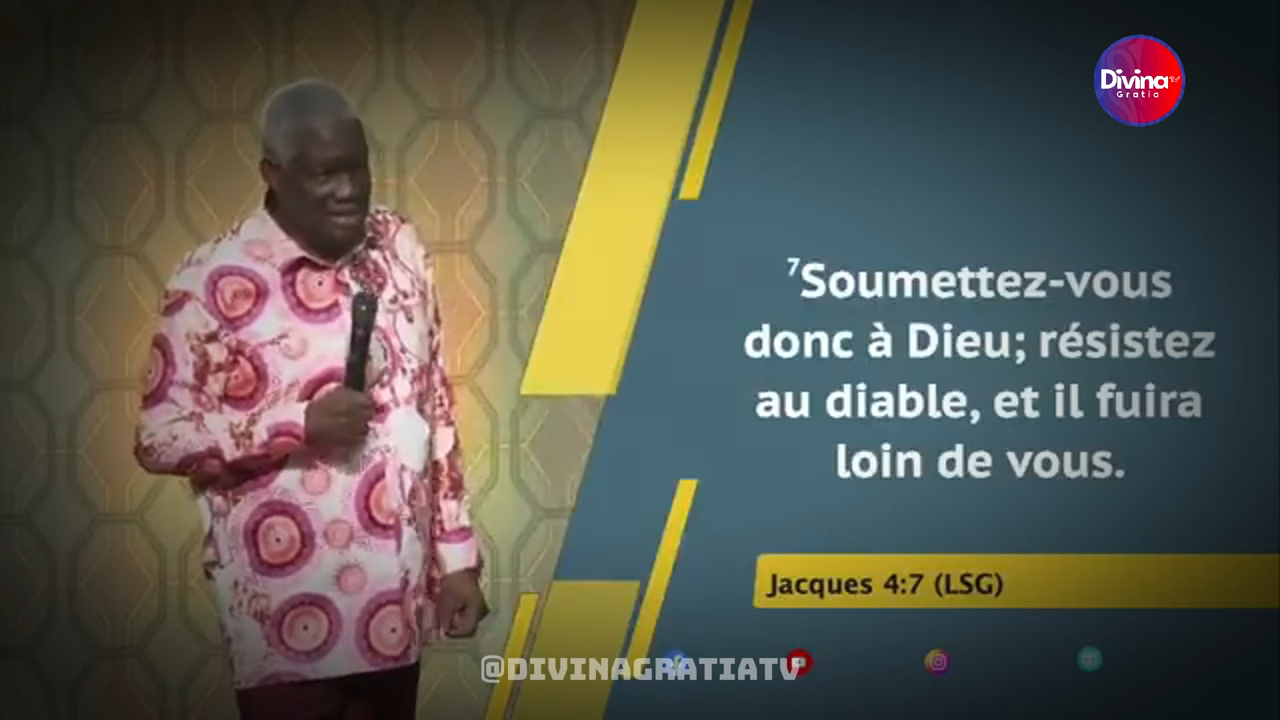 Divina TV
Gratia
⁷Soumettez-vous
donc à Dieu; résistez
au diable, et il fuira
loin de vous.
Jacques 4:7 (LSG)
@DIVINAGRATIATV